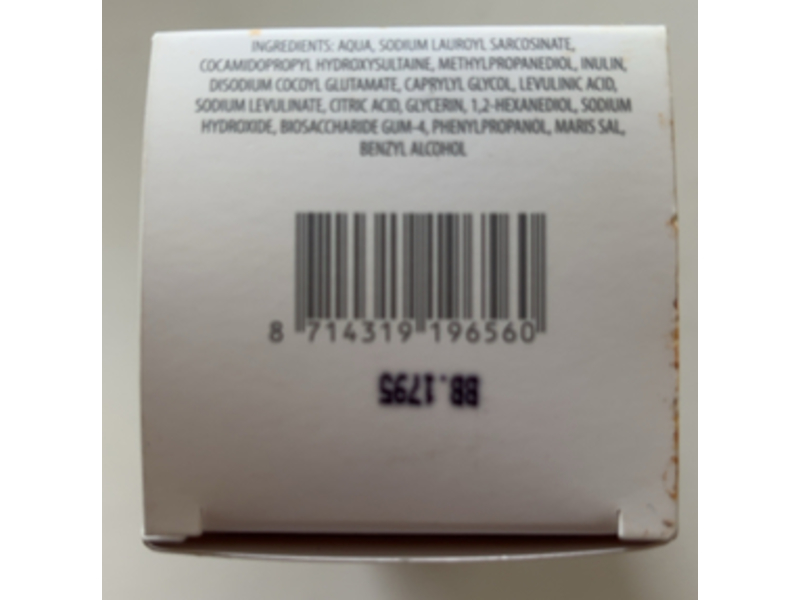 INGREDIENTS: AQUA, SODIUM LAUROYL SARCOSINATE,
COCAMIDOPROPYL HYDROXYSULTAINE, METHYLPROPANEDIOL, INULIN,
DISODIUM COCOYL GLUTAMATE, CAPRYLYL GLYCOL, LEVULINIC ACID,
SODIUM LEVULINATE, CITRIC ACID, GLYCERIN, 1,2-HEXANEDIOL, SODIUM
HYDROXIDE, BIOSACCHARIDE GUM-4, PHENYLPROPANOL, MARIS SAL,
BENZYL ALCOHOL
8 714319 196560
BB.1795